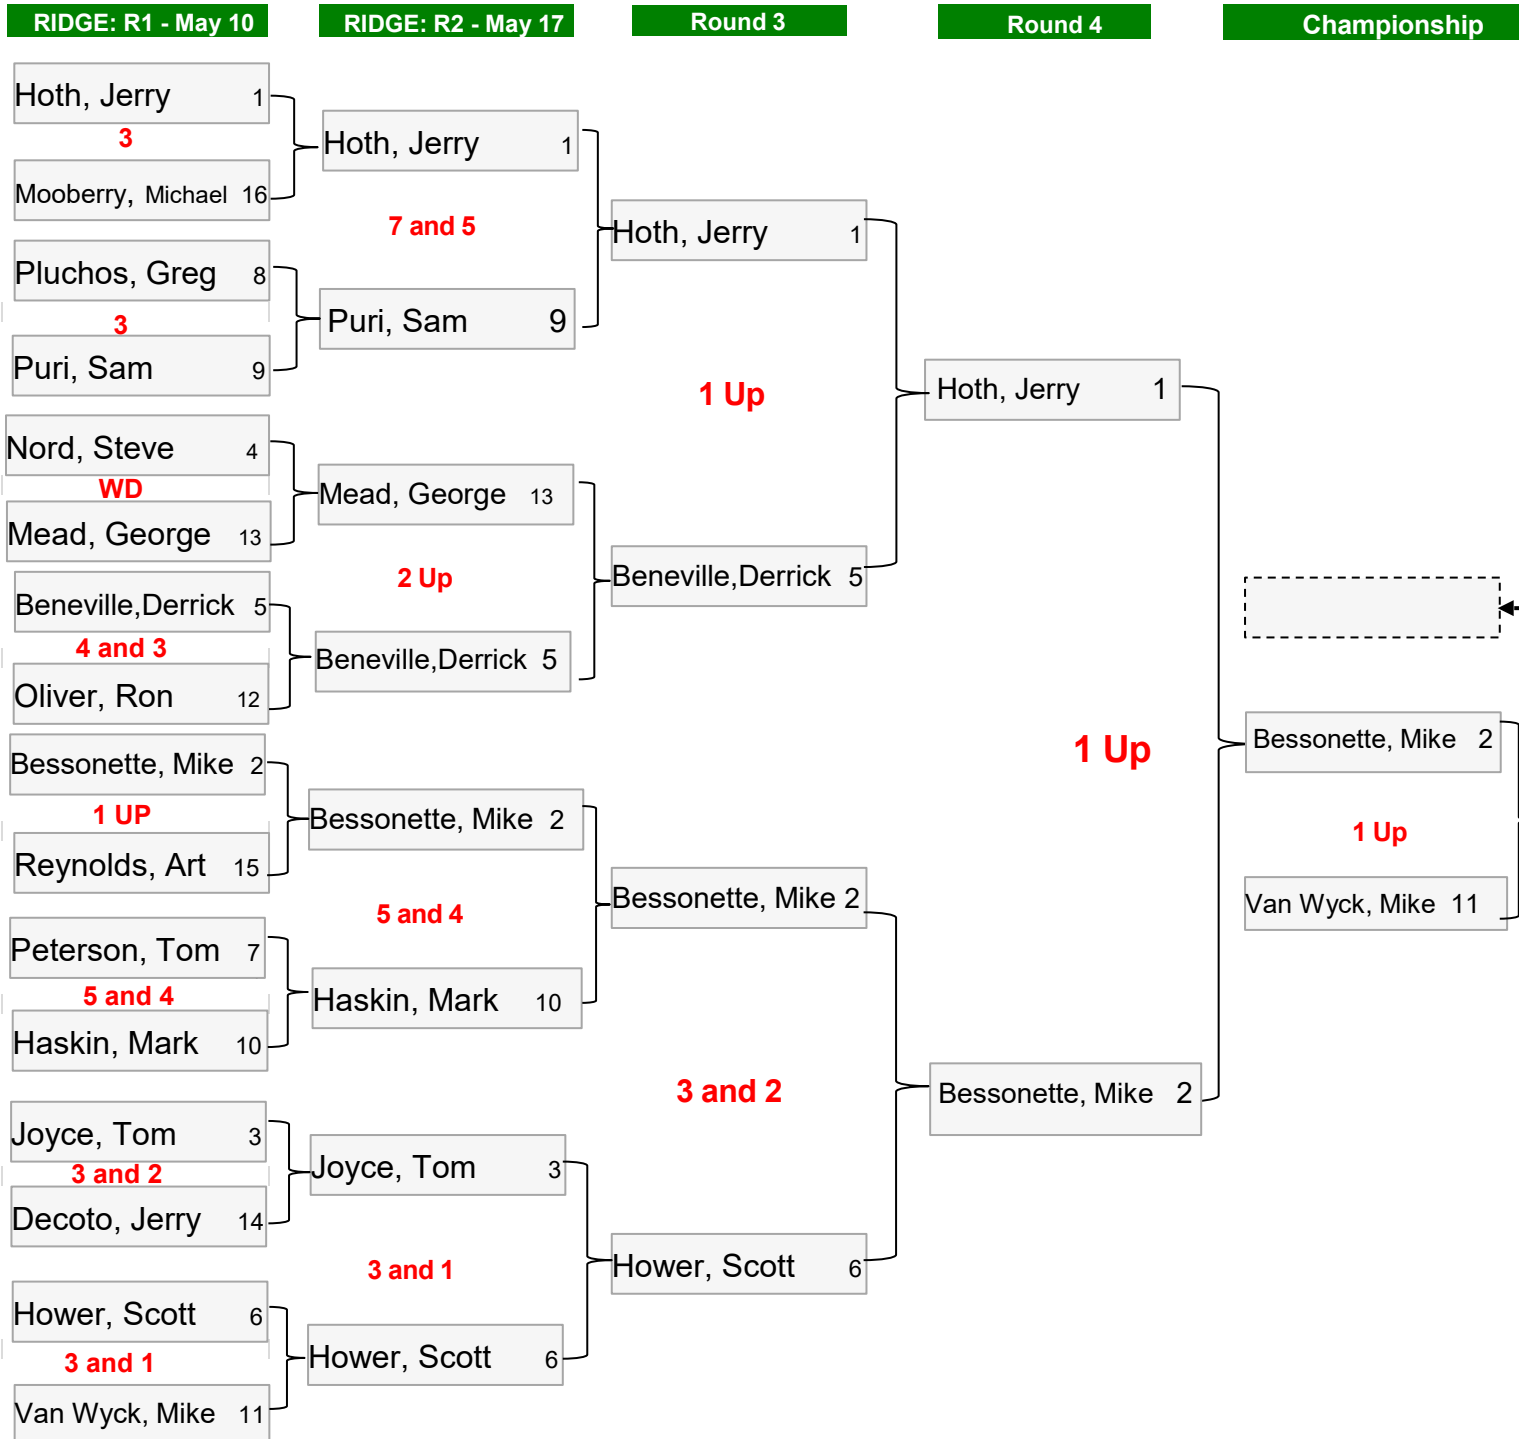 RIDGE: R1 - May 10
RIDGE: R2 - May 17
Round 3
Round 4
Championship
Hoth, Jerry 1
3
Mooberry, Michael 16
Pluchos, Greg 8
3
Puri, Sam 9
Nord, Steve 4
WD
Mead, George 13
Beneville,Derrick 5
4 and 3
Oliver, Ron 12
Bessonette, Mike 2
1 UP
Reynolds, Art 15
Peterson, Tom 7
5 and 4
Haskin, Mark 10
Joyce, Tom 3
3 and 2
Decoto, Jerry 14
Hower, Scott 6
3 and 1
Van Wyck, Mike 11
Hoth, Jerry 1
7 and 5
Puri, Sam 9
Mead, George 13
2 Up
Beneville,Derrick 5
Bessonette, Mike 2
5 and 4
Haskin, Mark 10
Joyce, Tom 3
3 and 1
Hower, Scott 6
Hoth, Jerry 1
1 Up
Beneville,Derrick 5
Bessonette, Mike 2
3 and 2
Hower, Scott 6
Hoth, Jerry 1
1 Up
Bessonette, Mike 2
Bessonette, Mike 2
1 Up
Van Wyck, Mike 11